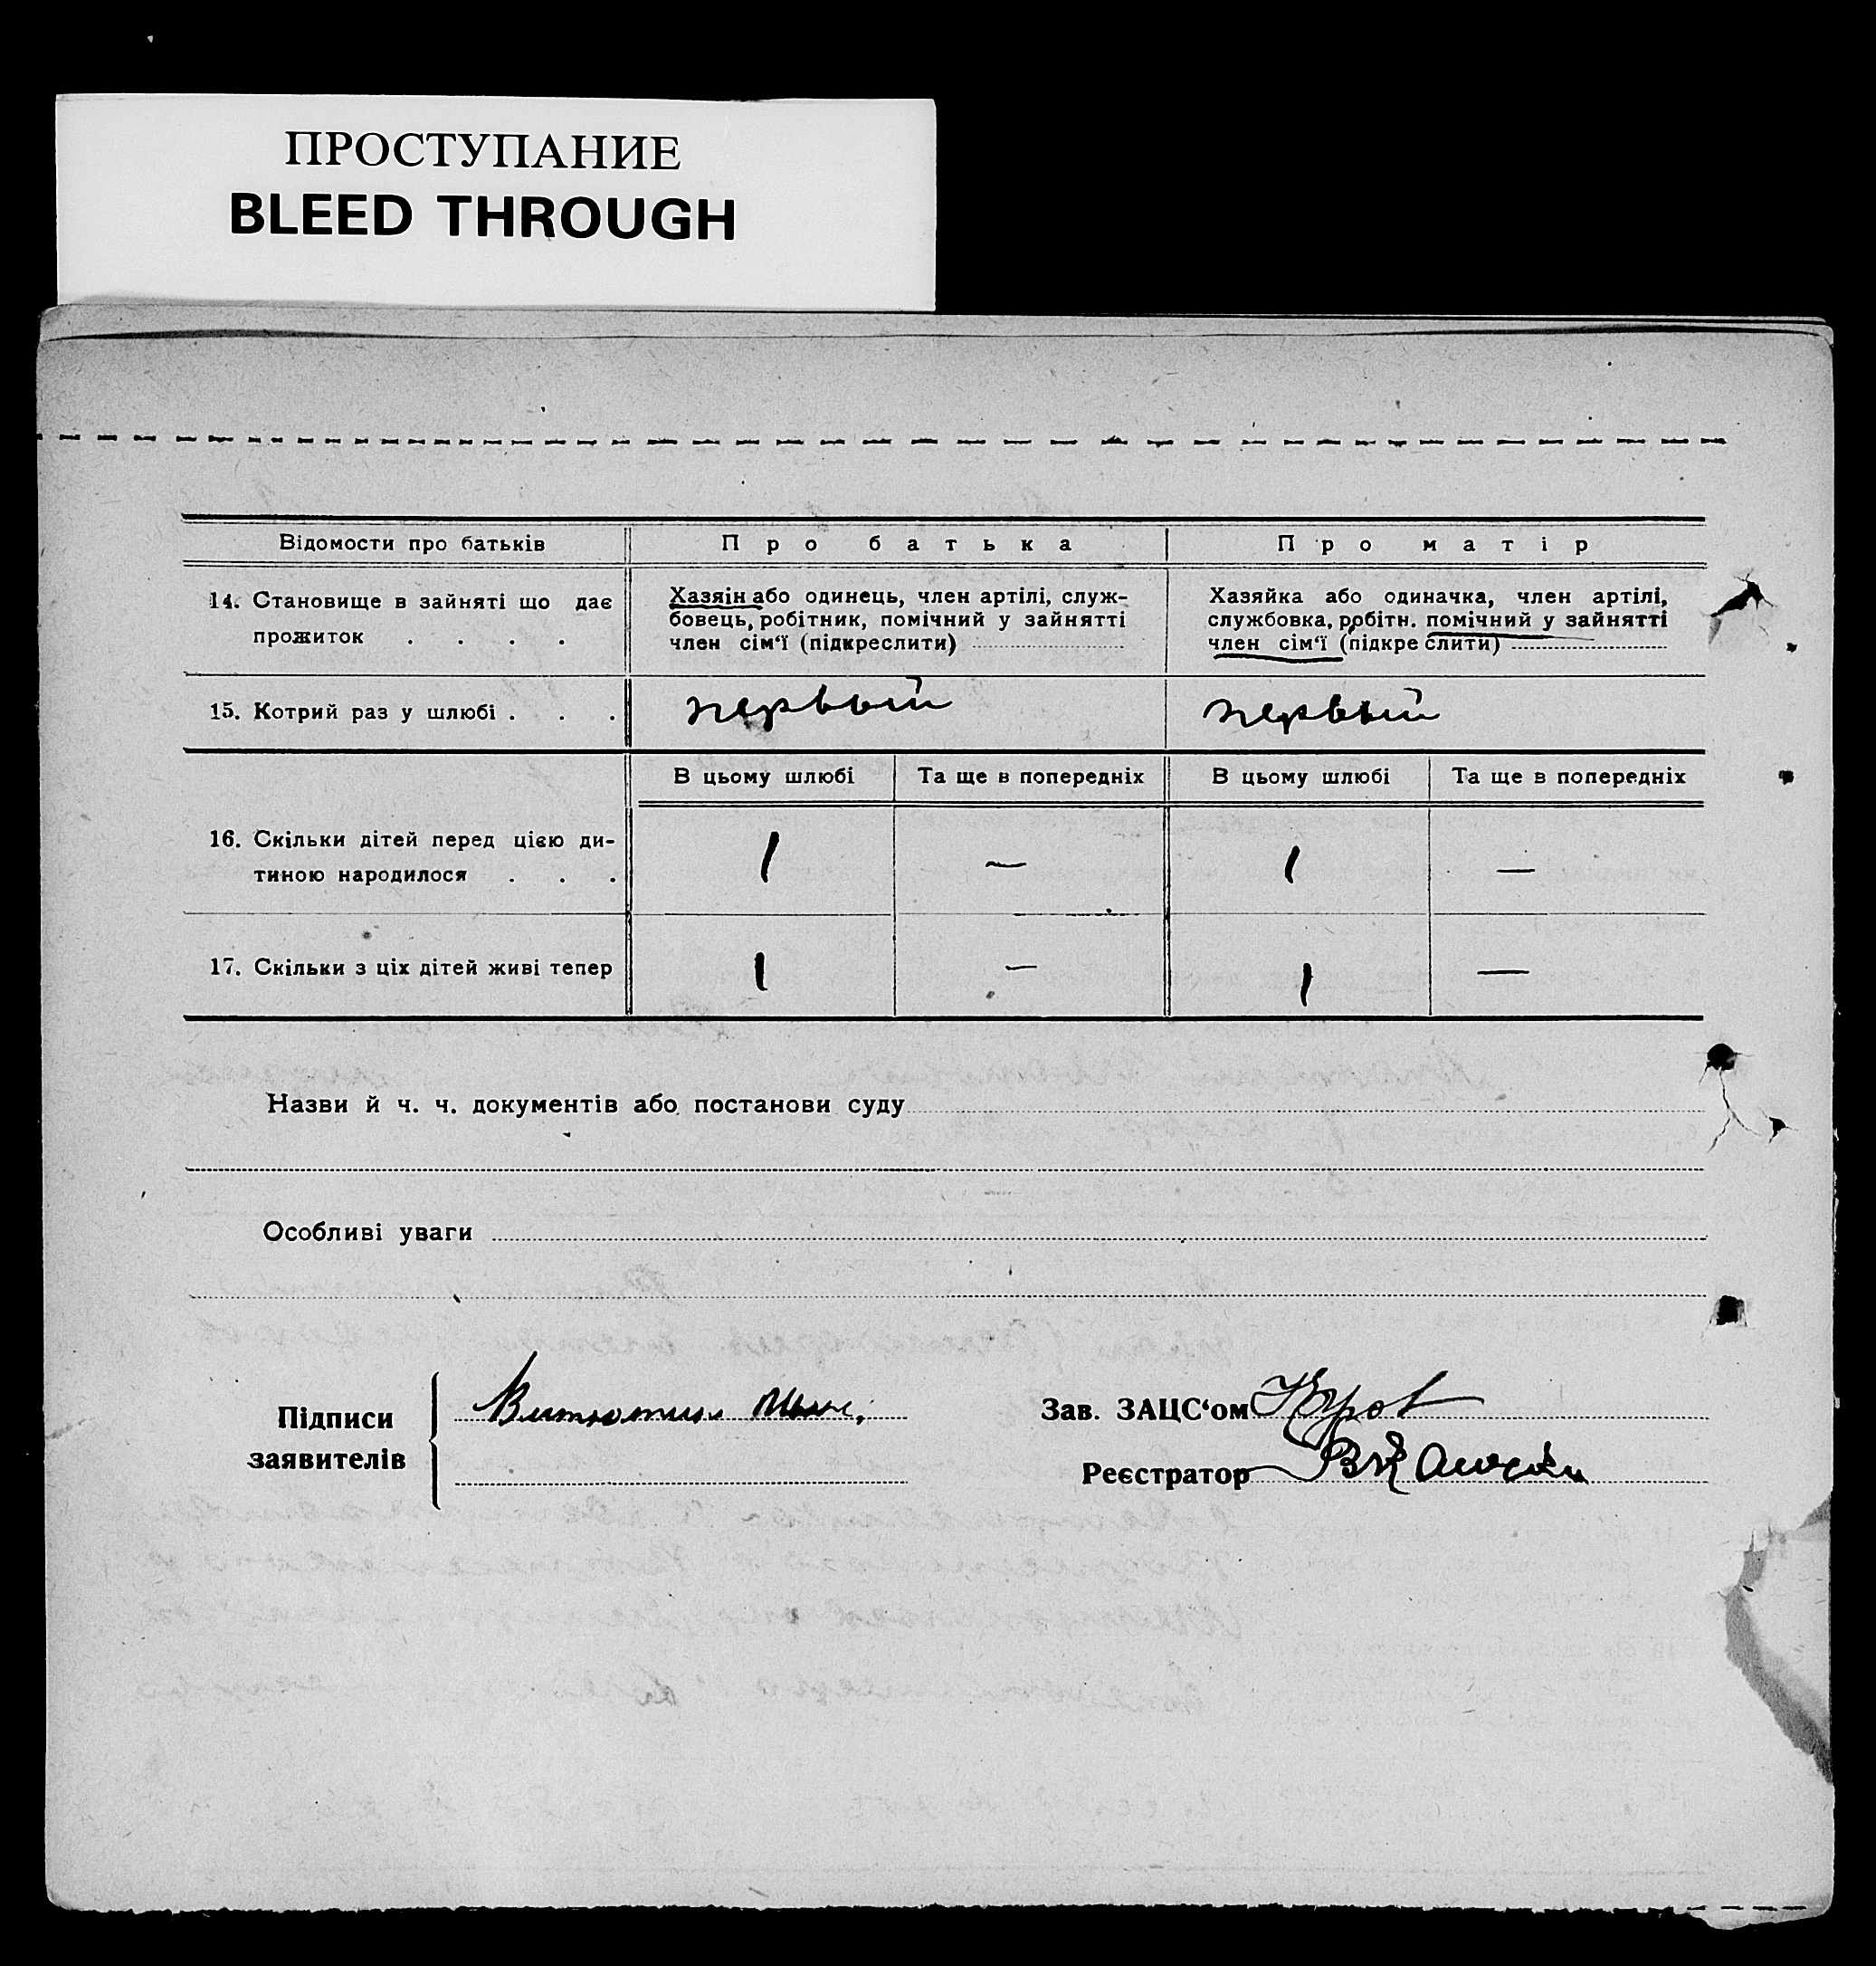 ПРОСТУПАНИЕ
BLEED THROUGH
Відомости про батьків
Про батька
Про матір
14. Становище в зайняті що дає
прожиток . . . .
Хазяін або одинець, член артілі, служ-
бовець, робітник, помічний у зайнятті
член сім‘ї (підкреслити)
Хазяйка або одиначка, член артілі,
службовка, робітн. помічний у зайнятті
член сім‘ї (підкреслити)
15. Котрий раз у шлюбі . . .
первый
первый
В цьому шлюбі
Та ще в попередніх
В цьому шлюбі
Та ще в попередніх
16. Скільки дітей перед цією ди-
тиною народилося . . .
1
—
1
—
17. Скільки з ціх дітей живі тепер
1
—
1
—
Назви й ч. ч. документів або постанови суду
Особливі уваги
Підписи
заявителів
Зав. ЗАЦС‘ом
Реєстратор